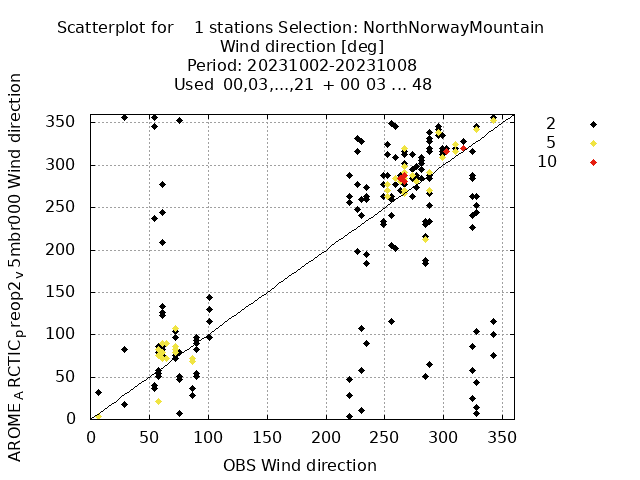 Scatterplot for 1 stations Selection: NorthNorwayMountain
Wind direction [deg]
Period: 20231002-20231008
Used 00,03,...,21 + 00 03 ... 48
AROME_ARCTIC_preop2_v5mbr000 Wind direction
350
300
250
200
150
100
50
0
0 50 100 150 200 250 300 350
OBS Wind direction
2
5
10